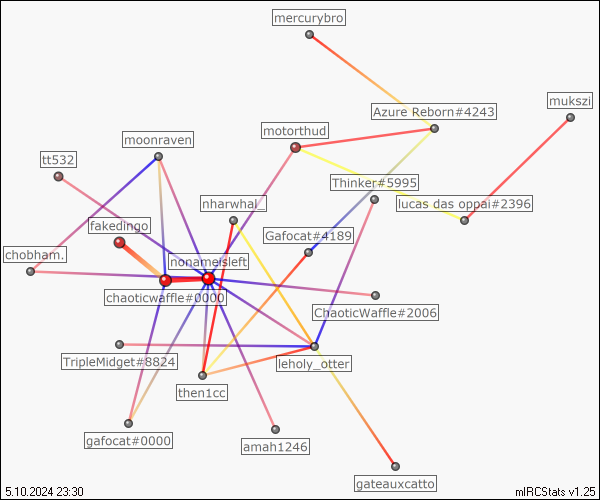 mercurybro
mukszi
Azure Reborn#4243
motorthud
moonraven
tt532
Thinker#5995
nharwhal_
lucas das oppai#2396
fakedingo
Gafocat#4189
chobham.
nonameisleft
chaoticwaffle#0000
ChaoticWaffle#2006
TripleMidget#8824
leholy_otter
then1cc
gafocat#0000
amah1246
gateauxcatto
5.10.2024 23:30
mIRCStats v1.25